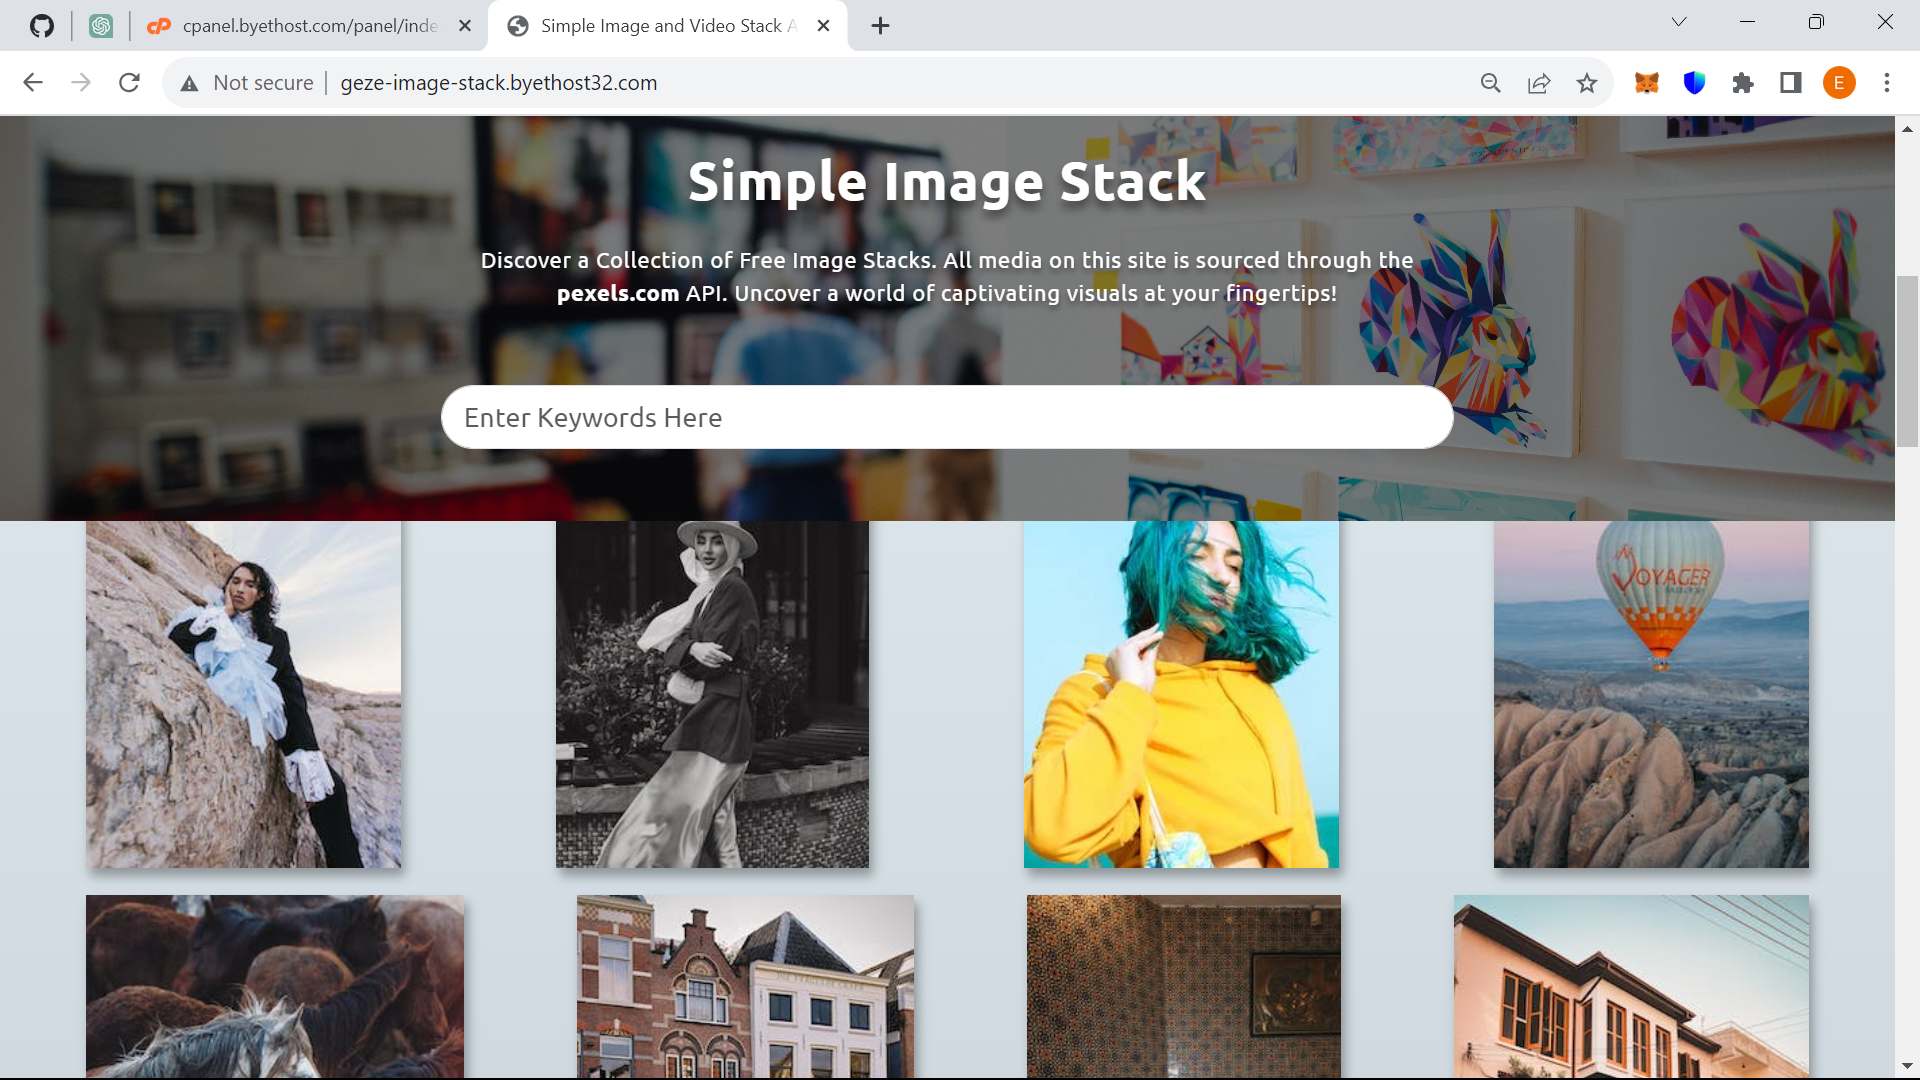 cpanel.byethost.com/panel/inde
Simple Image and Video Stack A
Not secure
geze-image-stack.byethost32.com
E
Simple Image Stack
Discover a Collection of Free Image Stacks. All media on this site is sourced through the
pexels.com API. Uncover a world of captivating visuals at your fingertips!
Enter Keywords Here
VOYAGER